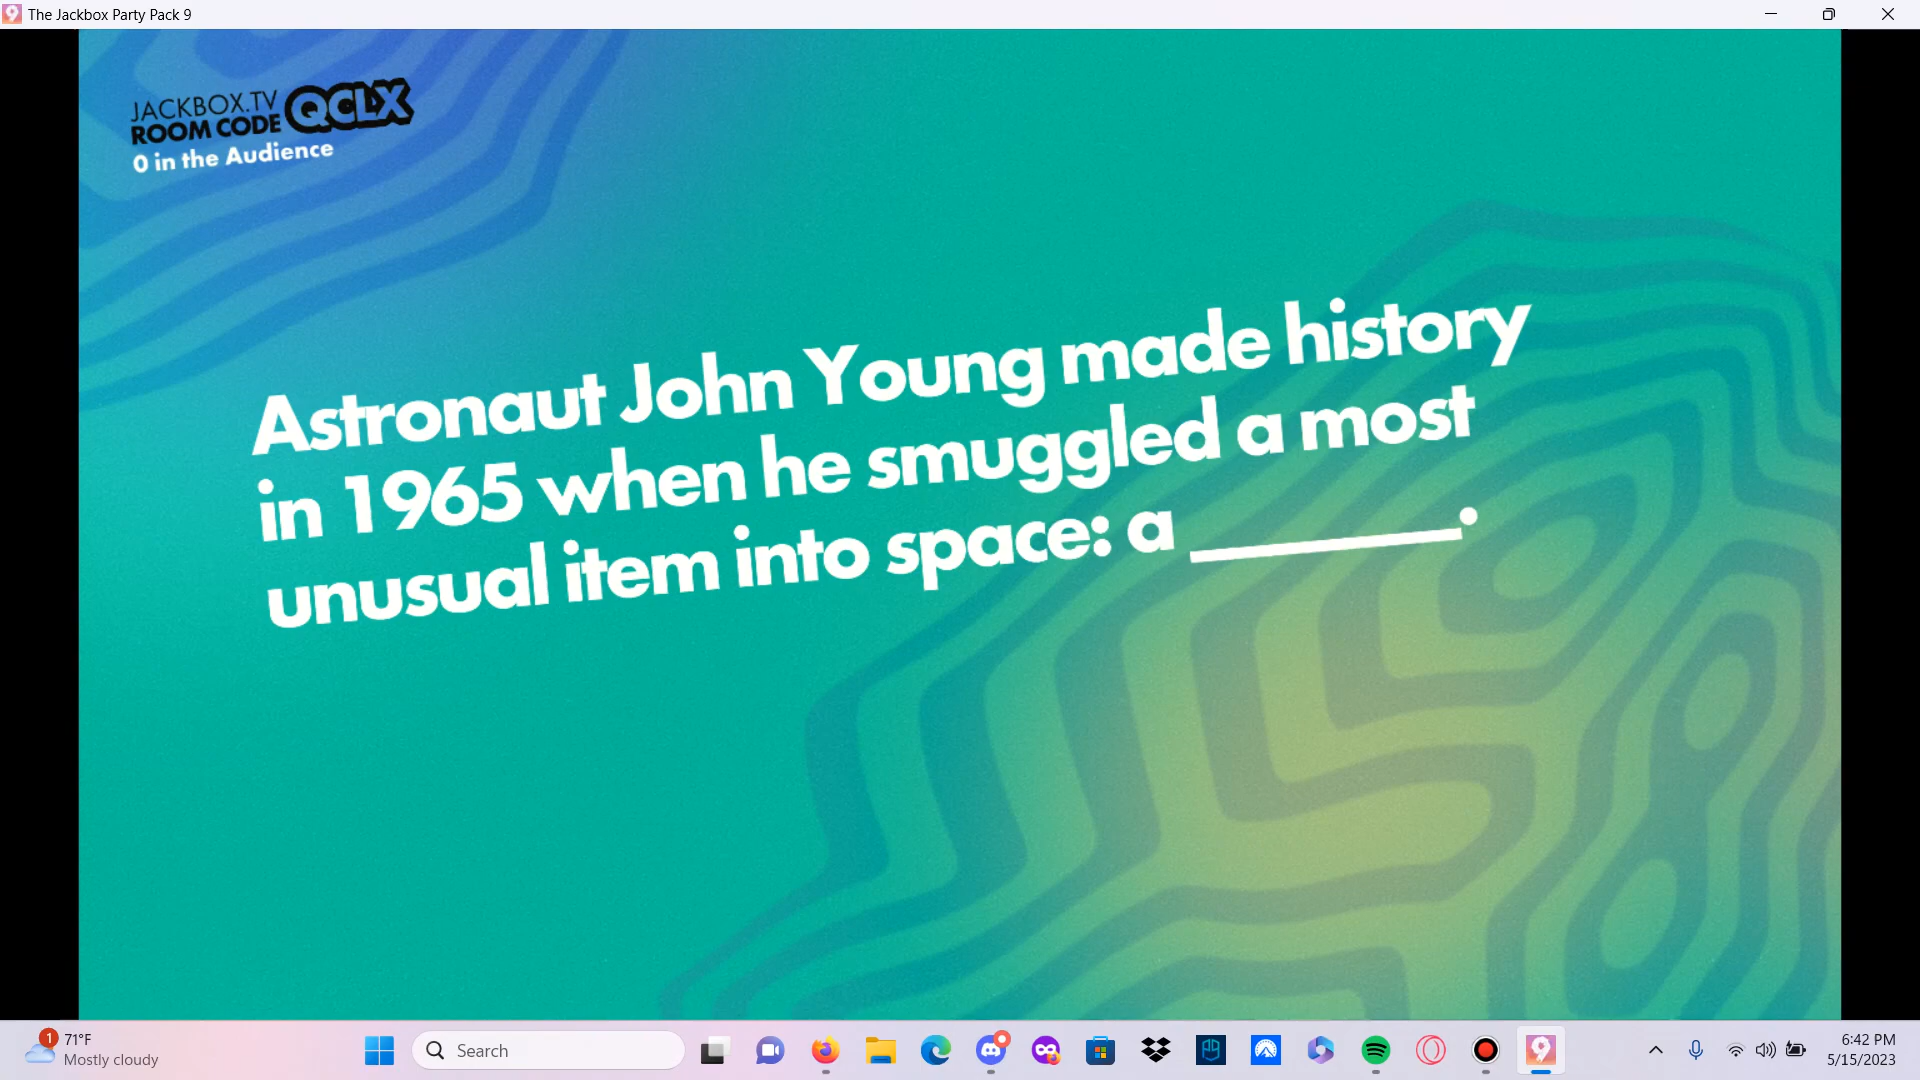 The Jackbox Party Pack 9
JACKBOX.TV
ROOM CODE QCLX
0 in the Audience
Astronaut John Young made history
in 1965 when he smuggled a most
unusual item into space: a ________.
1
71°F
Mostly cloudy
Search
6:42 PM
5/15/2023